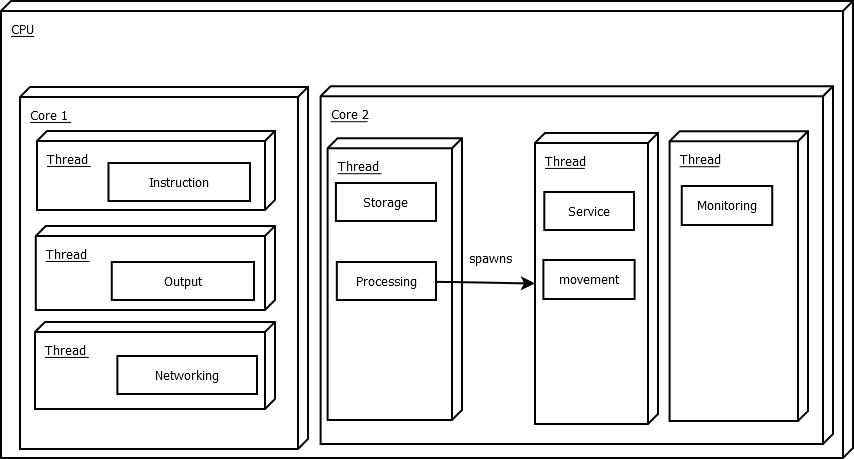 CPU
Core 1
Thread
Instruction
Thread
Output
Thread
Networking
Core 2
Thread
Storage
Processing
spawns
Thread
Service
movement
Thread
Monitoring